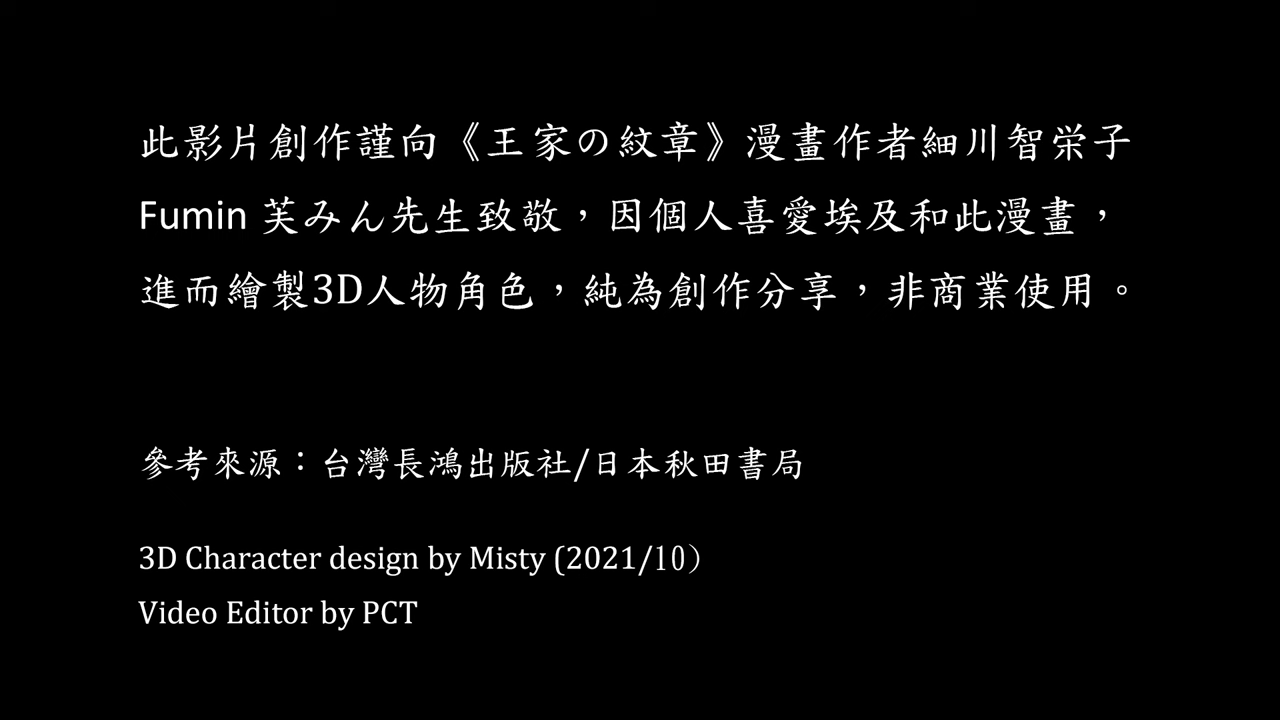 此影片創作謹向《王家の紋章》漫畫作者細川智栄子
Fumin 芙みん先生致敬，因個人喜愛埃及和此漫畫，
進而繪製3D人物角色，純為創作分享，非商業使用。
參考來源：台灣長鴻出版社/日本秋田書局
3D Character design by Misty (2021/10）
Video Editor by PCT